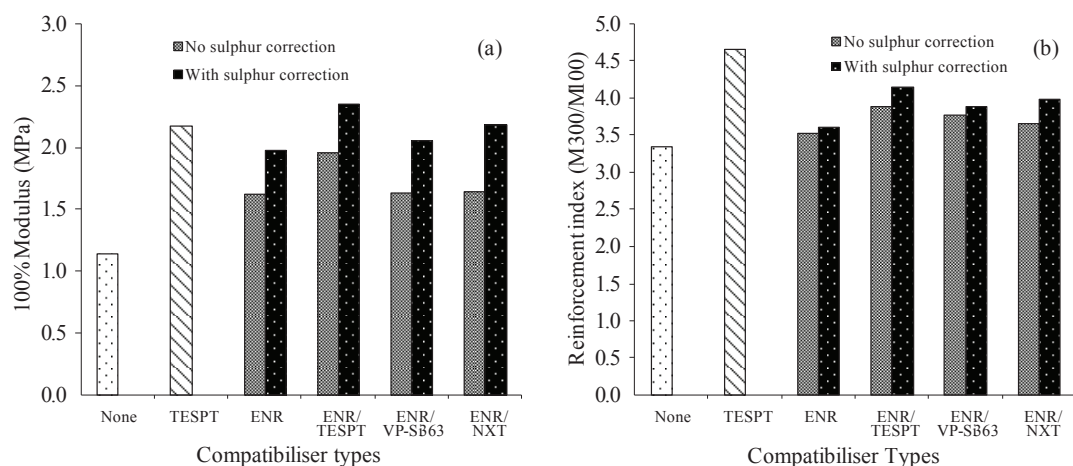 3.0
2.5
2.0
1.5
1.0
0.5
0.0
100% Modulus (MPa)
No sulphur correction
With sulphur correction
(a)
None
TESPT
ENR
ENR/
TESPT
ENR/
VP-SB63
ENR/
NXT
Compatibiliser types
5.0
4.5
4.0
3.5
3.0
2.5
2.0
1.5
1.0
0.5
0.0
Reinforcement index (M300/M100)
No sulphur correction
With sulphur correction
(b)
None
TESPT
ENR
ENR/
TESPT
ENR/
VP-SB63
ENR/
NXT
Compatibiliser Types